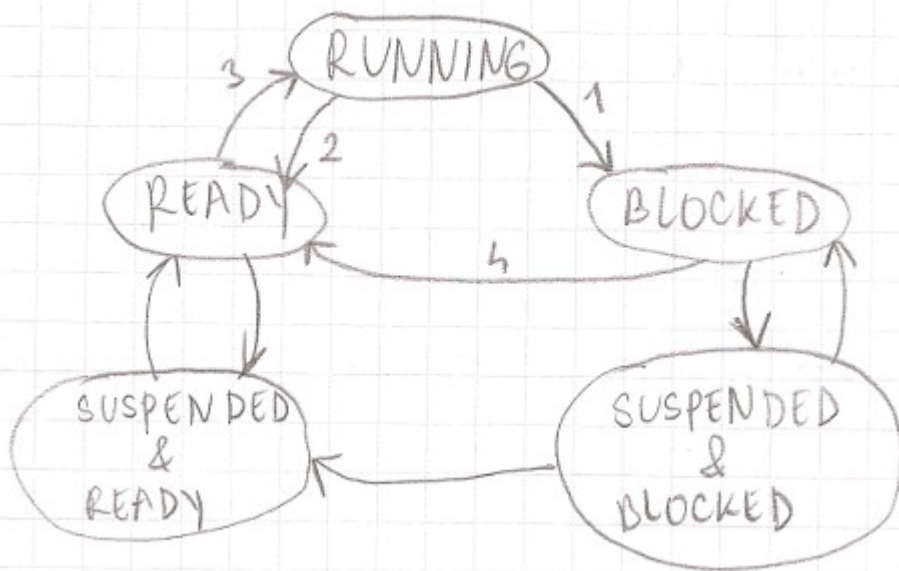 RUNNING
3
1
2
READY
BLOCKED
4
SUSPENDED
&
READY
SUSPENDED
&
BLOCKED